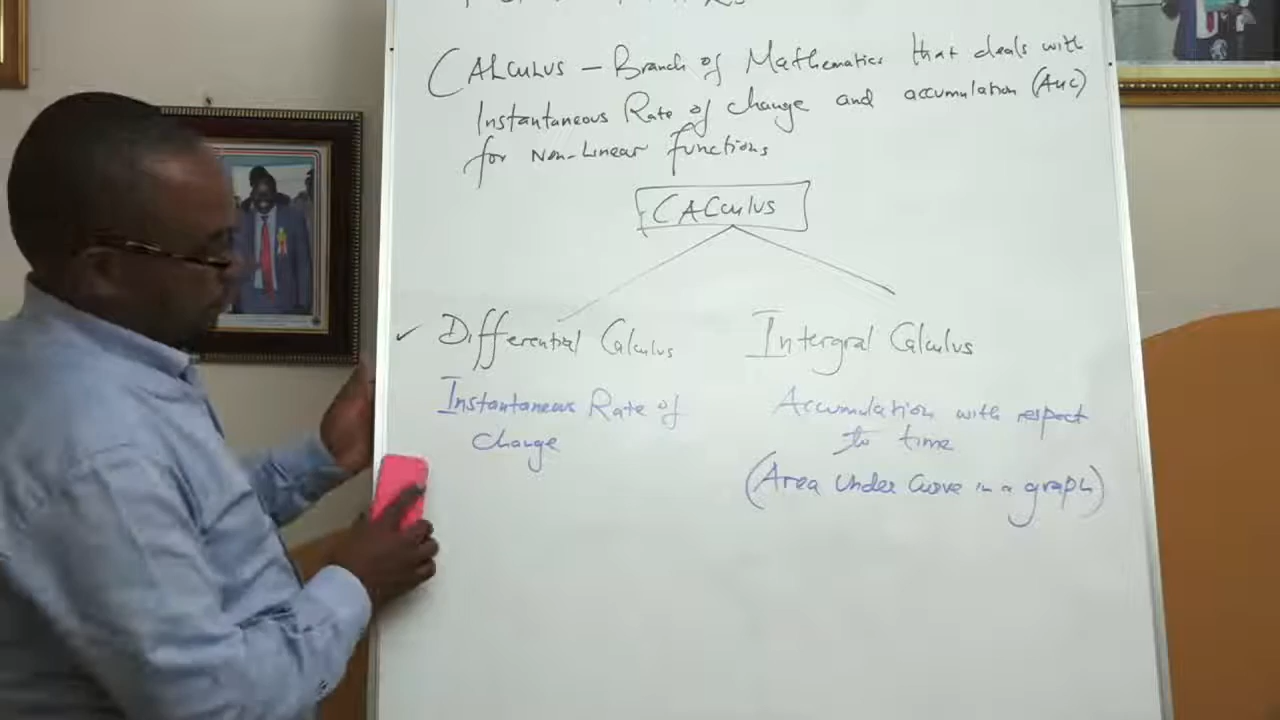 CALCULUS – Branch of Mathematics that deals with
Instantaneous Rate of change and accumulation (AUC)
for Non-Linear functions
CALCULUS
✓ Differential Calculus
Intergral Calculus
Instantaneous Rate of
change
Accumulation with respect
to time
(Area Under Curve in a graph)